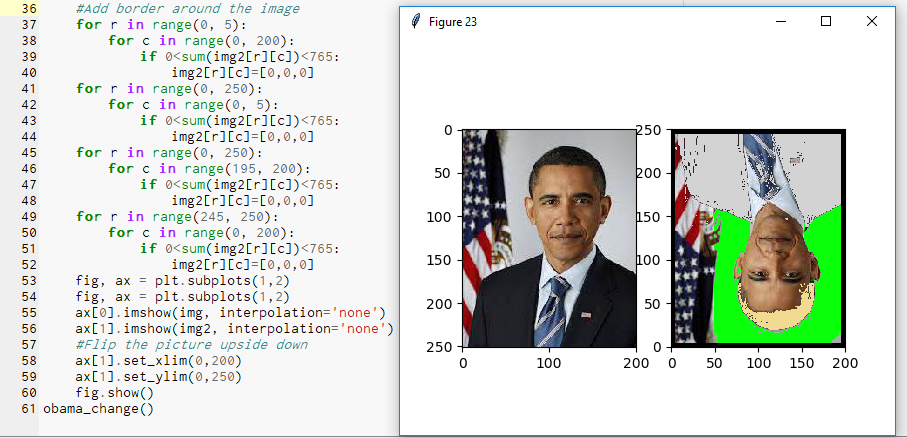 36 #Add border around the image
37 for r in range(0, 5):
38 for c in range(0, 200):
39 if 0<sum(img2[r][c])<765:
40 img2[r][c]=[0,0,0]
41 for r in range(0, 250):
42 for c in range(0, 5):
43 if 0<sum(img2[r][c])<765:
44 img2[r][c]=[0,0,0]
45 for r in range(0, 250):
46 for c in range(195, 200):
47 if 0<sum(img2[r][c])<765:
48 img2[r][c]=[0,0,0]
49 for r in range(245, 250):
50 for c in range(0, 200):
51 if 0<sum(img2[r][c])<765:
52 img2[r][c]=[0,0,0]
53 fig, ax = plt.subplots(1,2)
54 fig, ax = plt.subplots(1,2)
55 ax[0].imshow(img, interpolation='none')
56 ax[1].imshow(img2, interpolation='none')
57 #Flip the picture upside down
58 ax[1].set_xlim(0,200)
59 ax[1].set_ylim(0,250)
60 fig.show()
61 obama_change()
Figure 23
0
50
100
150
200
250
0 100 200
250
200
150
100
50
0
0 50 100 150 200